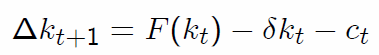 Δk_{t+1} = F(k_t) − δk_t − c_t